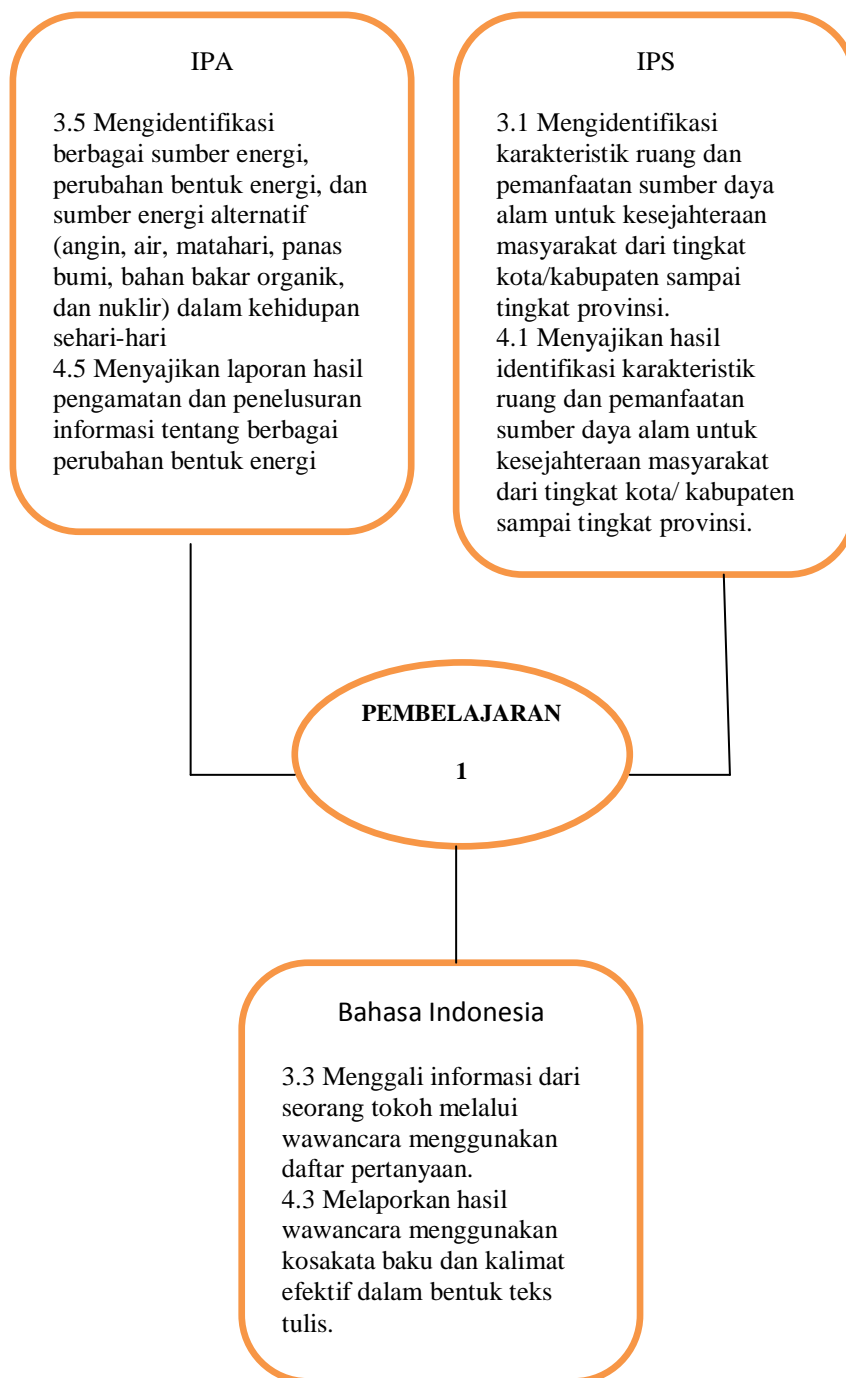 IPA
3.5 Mengidentifikasi
berbagai sumber energi,
perubahan bentuk energi, dan
sumber energi alternatif
(angin, air, matahari, panas
bumi, bahan bakar organik,
dan nuklir) dalam kehidupan
sehari-hari
4.5 Menyajikan laporan hasil
pengamatan dan penelusuran
informasi tentang berbagai
perubahan bentuk energi
IPS
3.1 Mengidentifikasi
karakteristik ruang dan
pemanfaatan sumber daya
alam untuk kesejahteraan
masyarakat dari tingkat
kota/kabupaten sampai
tingkat provinsi.
4.1 Menyajikan hasil
identifikasi karakteristik
ruang dan pemanfaatan
sumber daya alam untuk
kesejahteraan masyarakat
dari tingkat kota/ kabupaten
sampai tingkat provinsi.
PEMBELAJARAN
1
Bahasa Indonesia
3.3 Menggali informasi dari
seorang tokoh melalui
wawancara menggunakan
daftar pertanyaan.
4.3 Melaporkan hasil
wawancara menggunakan
kosakata baku dan kalimat
efektif dalam bentuk teks
tulis.